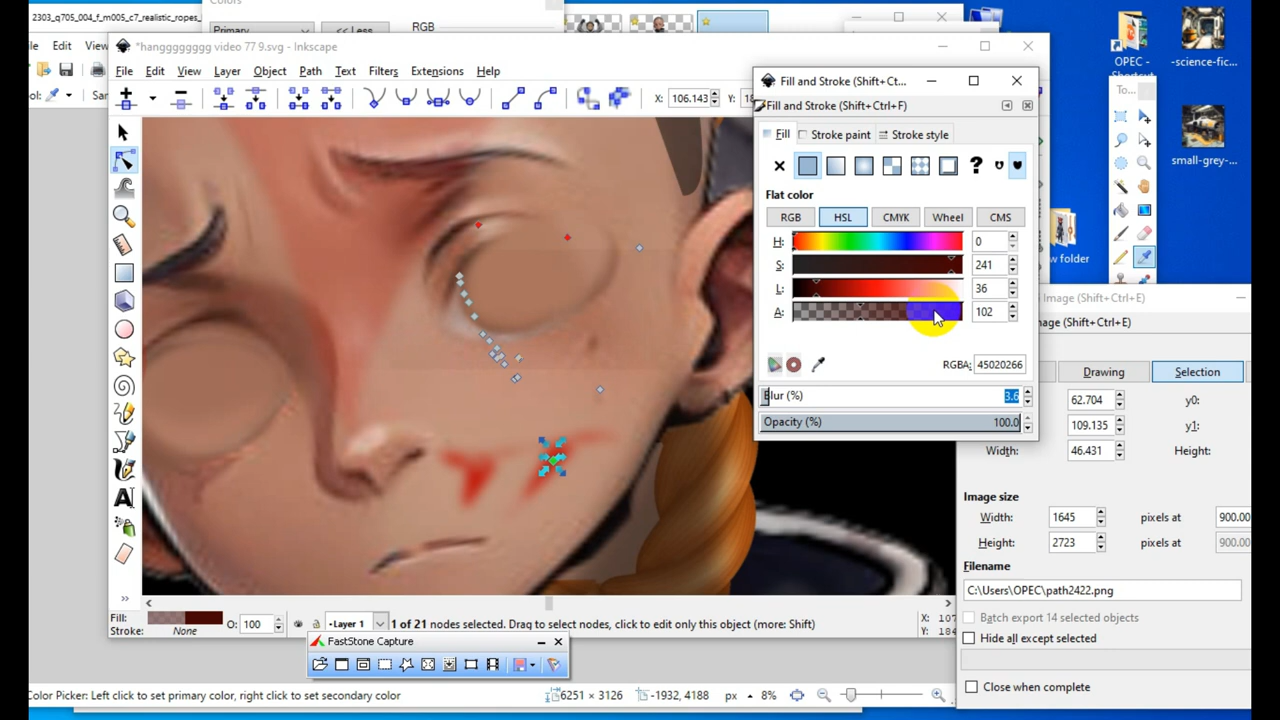 Colors
2303_q705_004_f_m005_c7_realistic_ropes_
Primary
<< Less
RGB
*hangggggggg video 77 9.svg - Inkscape
Edit
File
Edit
View
Layer
Object
Path
Text
Filters
Extensions
Help
X:
106.143
Y:
Fill and Stroke (Shift+Ct...
Fill and Stroke (Shift+Ctrl+F)
Fill
Stroke paint
Stroke style
?
Flat color
RGB
HSL
CMYK
Wheel
CMS
H:
0
S:
241
L:
36
A:
102
RGBA:
45020266
Blur (%)
3.6
Opacity (%)
100.0
OPEC -
-science-fic...
To...
small-grey-...
w folder
Image (Shift+Ctrl+E)
Drawing
Selection
62.704
y0:
109.135
y1:
Width:
46.431
Height:
Image size
Width:
1645
pixels at
900.00
Height:
2723
pixels at
900.00
Filename
C:\Users\OPEC\path2422.png
Batch export 14 selected objects
Hide all except selected
Close when complete
A
Fill:
Stroke:
None
O:
100
Layer 1
1 of 21 nodes selected. Drag to select nodes, click to edit only this object (more: Shift)
X:
Y:
FastStone Capture
Color Picker: Left click to set primary color, right click to set secondary color
6251 × 3126
-1932, 4188
px
8%